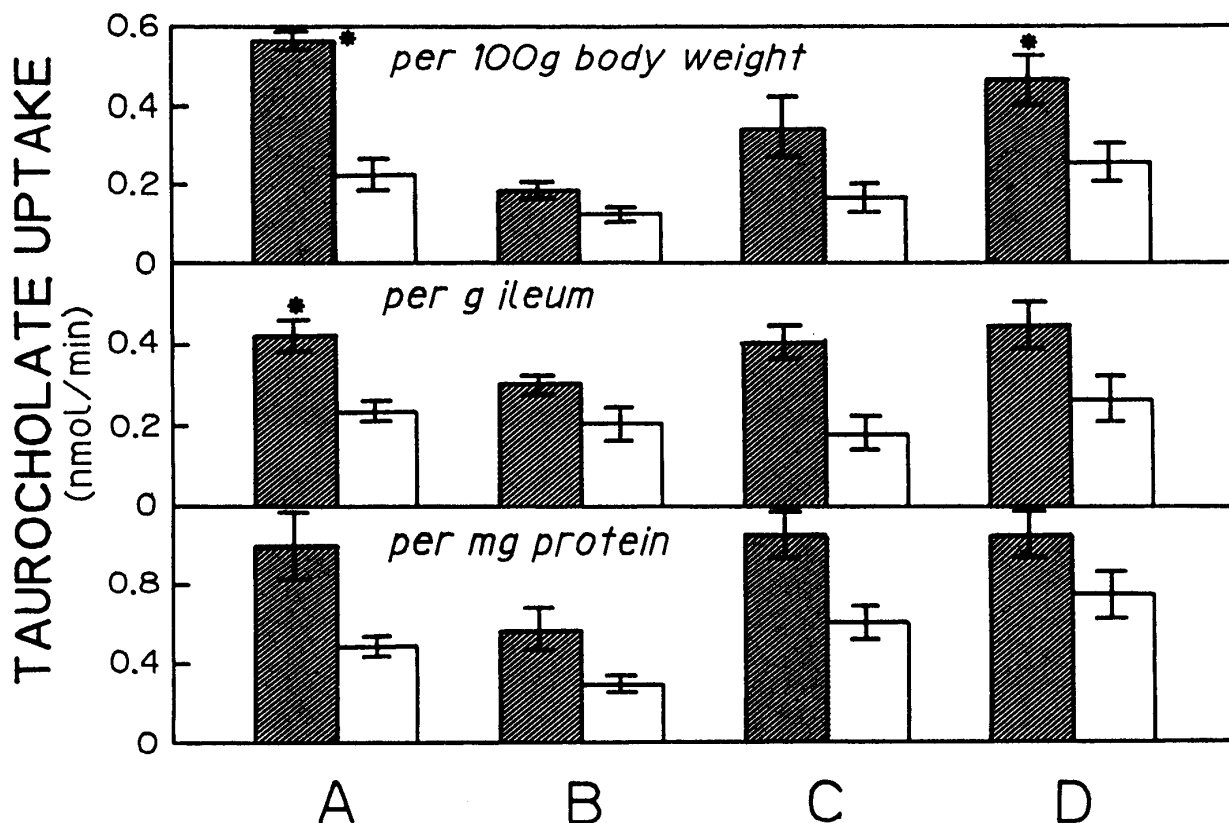 TAUROCHOLATE UPTAKE
(nmol/min)
0.6
0.4
0.2
0
per 100g body weight
*
*
per g ileum
*
0.4
0.2
0
per mg protein
0.8
0.4
0
A B C D